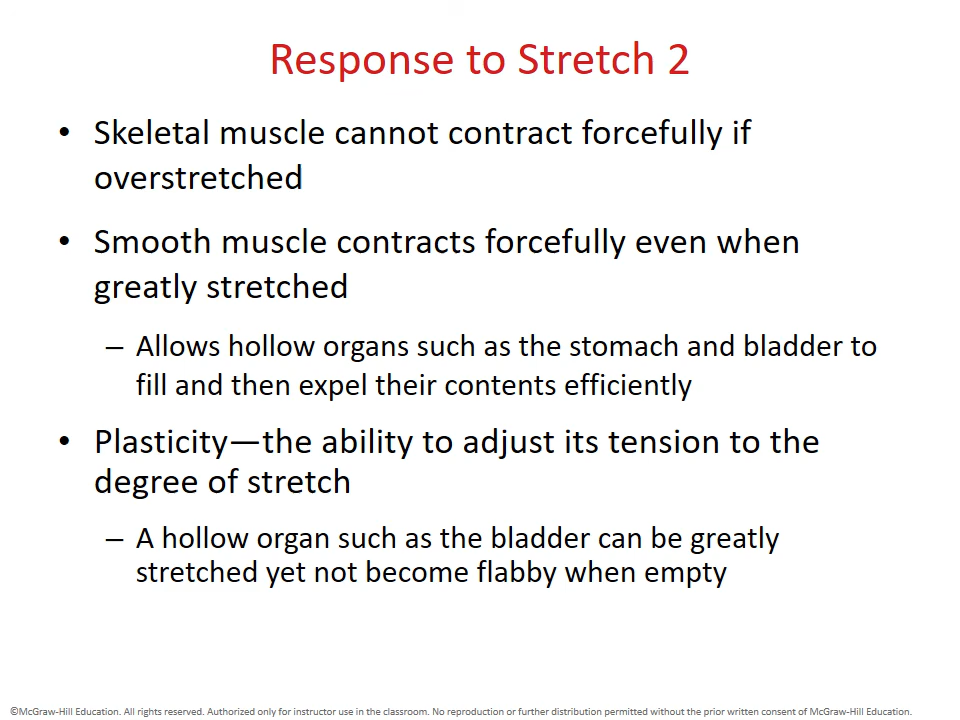 Response to Stretch 2
• Skeletal muscle cannot contract forcefully if
overstretched
• Smooth muscle contracts forcefully even when
greatly stretched
– Allows hollow organs such as the stomach and bladder to
fill and then expel their contents efficiently
• Plasticity—the ability to adjust its tension to the
degree of stretch
– A hollow organ such as the bladder can be greatly
stretched yet not become flabby when empty
©McGraw-Hill Education. All rights reserved. Authorized only for instructor use in the classroom. No reproduction or further distribution permitted without the prior written consent of McGraw-Hill Education.